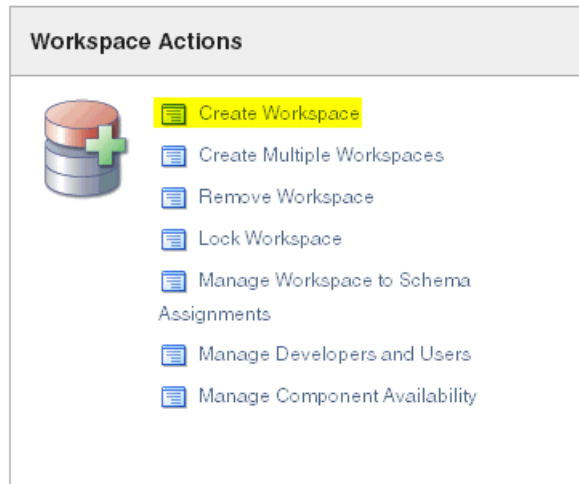 Workspace Actions
Create Workspace
Create Multiple Workspaces
Remove Workspace
Lock Workspace
Manage Workspace to Schema
Assignments
Manage Developers and Users
Manage Component Availability